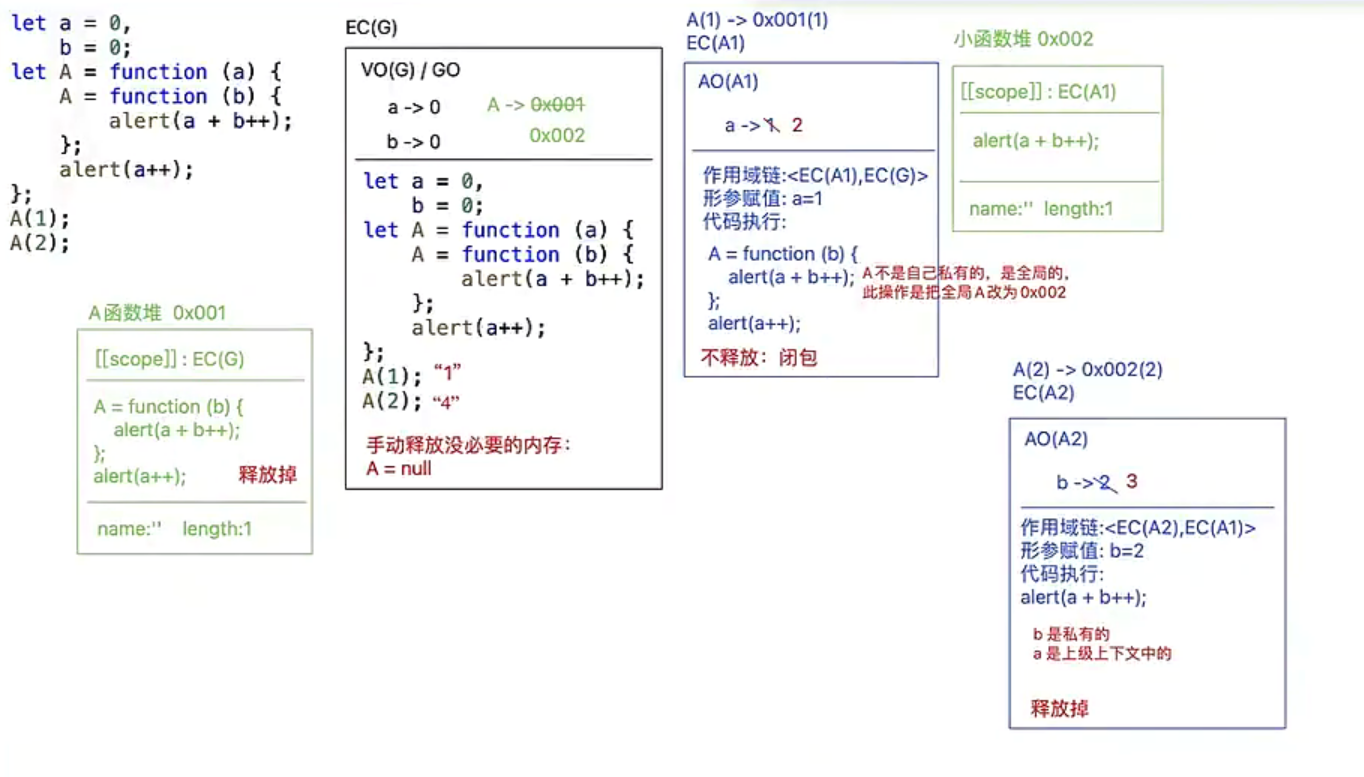 let a = 0,
    b = 0;
let A = function (a) {
    A = function (b) {
        alert(a + b++);
    };
    alert(a++);
};
A(1);
A(2);
A函数堆 0x001
[[scope]] : EC(G)
A = function (b) {
    alert(a + b++);
};
alert(a++);
释放掉
name:'' length:1
EC(G)
VO(G) / GO
a -> 0 A -> 0x001
0x002
b -> 0
let a = 0,
    b = 0;
let A = function (a) {
    A = function (b) {
        alert(a + b++);
    };
    alert(a++);
};
A(1); “1”
A(2); “4”
手动释放没必要的内存：
A = null
A(1) -> 0x001(1)
EC(A1)
AO(A1)
a -> 1 2
作用域链:<EC(A1),EC(G)>
形参赋值: a=1
代码执行:
A = function (b) {
    alert(a + b++);
};
alert(a++);
A不是自己私有的，是全局的，
此操作是把全局A改为0x002
不释放：闭包
小函数堆 0x002
[[scope]] : EC(A1)
alert(a + b++);
name:'' length:1
A(2) -> 0x002(2)
EC(A2)
AO(A2)
b -> 2 3
作用域链:<EC(A2),EC(A1)>
形参赋值: b=2
代码执行:
alert(a + b++);
b 是私有的
a 是上级上下文中的
释放掉